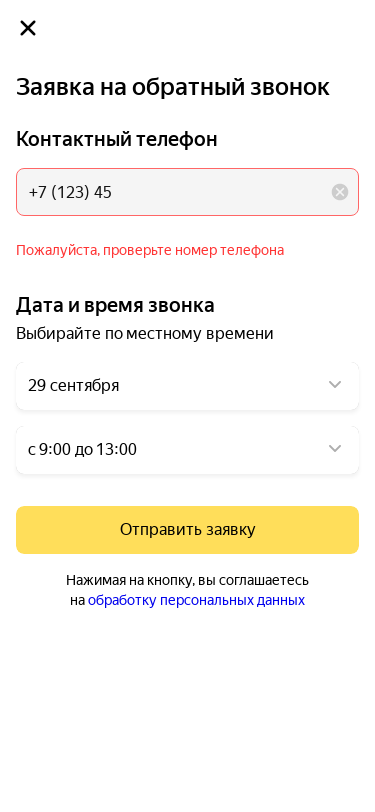 Заявка на обратный звонок
Контактный телефон
+7 (123) 45
Пожалуйста, проверьте номер телефона
Дата и время звонка
Выбирайте по местному времени
29 сентября
с 9:00 до 13:00
Отправить заявку
Нажимая на кнопку, вы соглашаетесь
на обработку персональных данных